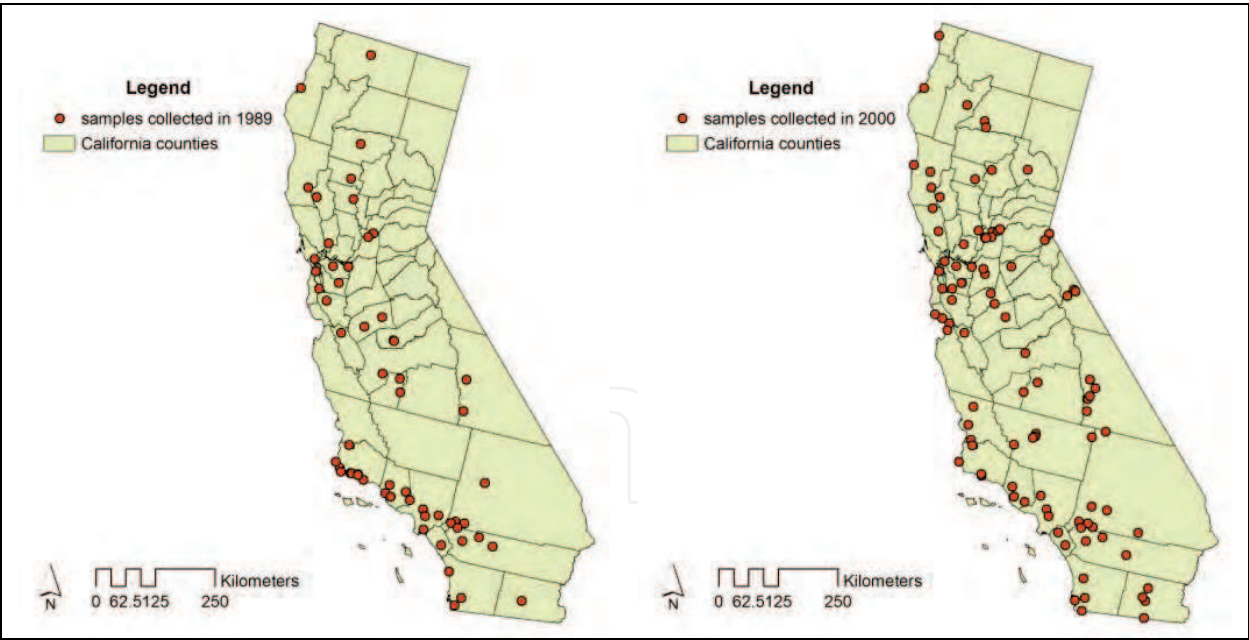 Legend
samples collected in 1989
California counties
Kilometers
N
0 62.5125 250
Legend
samples collected in 2000
California counties
Kilometers
N
0 62.5125 250